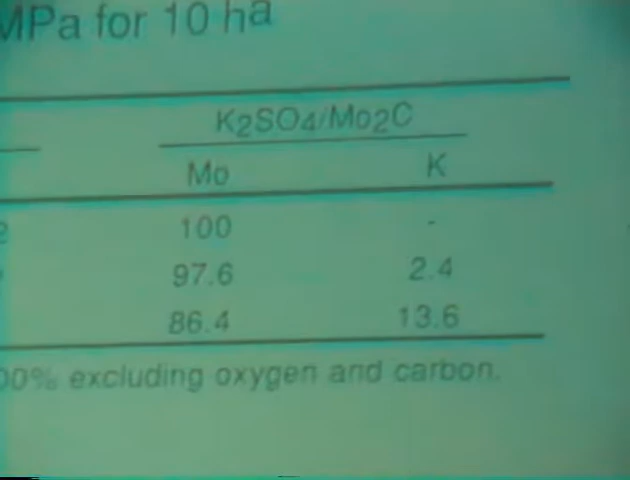 MPa for 10 ha
K2SO4/Mo2C
Mo K
100 -
97.6 2.4
86.4 13.6
00% excluding oxygen and carbon.